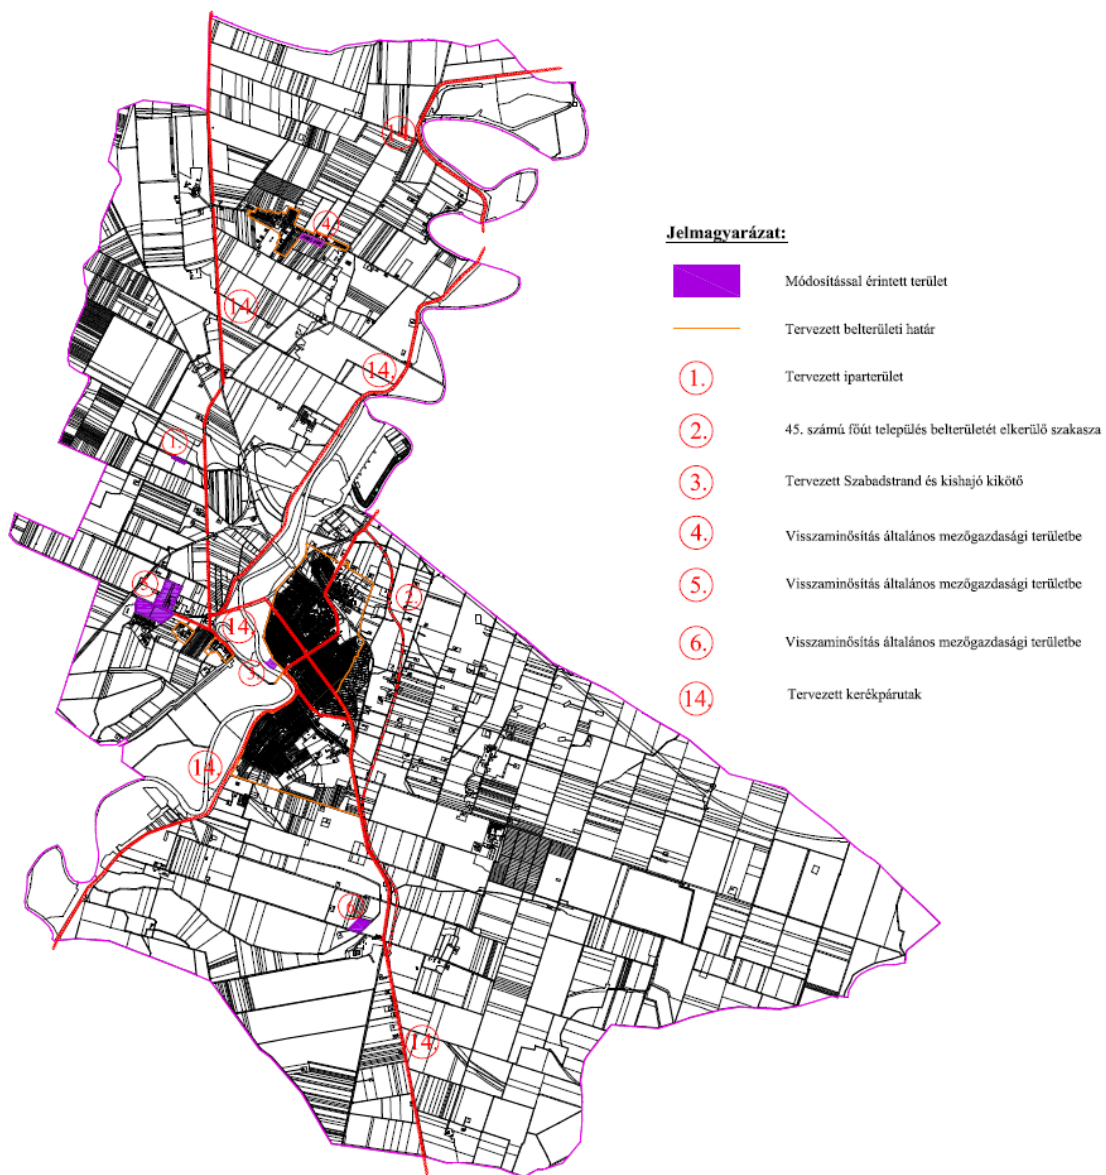 14.
4.
14.
14.
1.
5.
2.
14.
3.
14.
6.
14.
Jelmagyarázat:
Módosítással érintett terület
Tervezett belterületi határ
1. Tervezett iparterület
2. 45. számú főút település belterületét elkerülő szakasza
3. Tervezett Szabadstrand és kishajó kikötő
4. Visszaminősítás általános mezőgazdasági területbe
5. Visszaminősítás általános mezőgazdasági területbe
6. Visszaminősítás általános mezőgazdasági területbe
14. Tervezett kerékpárutak